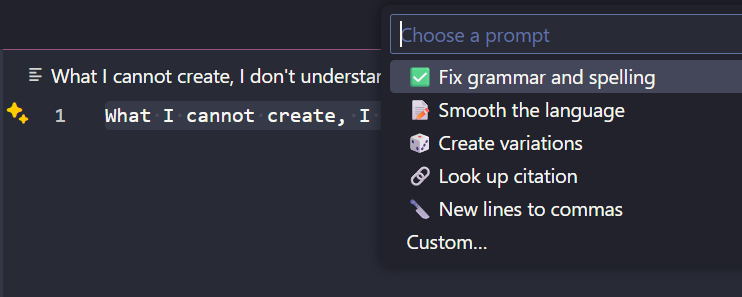 Choose a prompt
What I cannot create, I don't understan
Fix grammar and spelling
1 What I cannot create, I
Smooth the language
Create variations
Look up citation
New lines to commas
Custom...